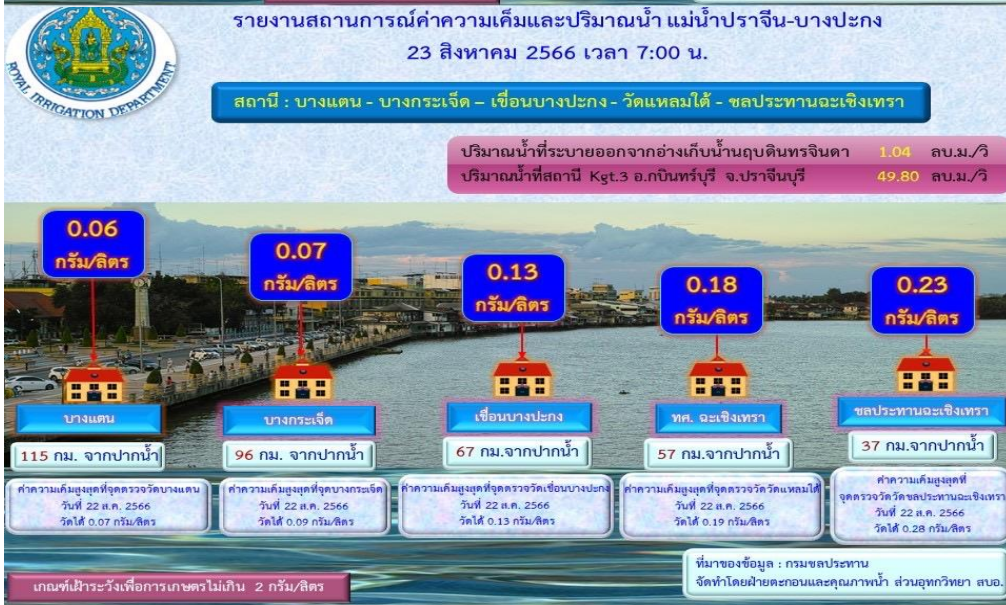 รายงานสถานการณ์ค่าความเค็มและปริมาณน้ำ แม่น้ำปราจีน-บางปะกง
23 สิงหาคม 2566 เวลา 7:00 น.
ROYAL IRRIGATION DEPARTMENT
สถานี : บางแตน - บางกระเจ็ด – เขื่อนบางปะกง - วัดแหลมใต้ - ชลประทานฉะเชิงเทรา
ปริมาณน้ำที่ระบายออกจากอ่างเก็บน้ำนฤบดินทรจินดา 1.04 ลบ.ม./วิ
ปริมาณน้ำที่สถานี Kgt.3 อ.กบินทร์บุรี จ.ปราจีนบุรี 49.80 ลบ.ม./วิ
0.06
กรัม/ลิตร
0.07
กรัม/ลิตร
0.13
กรัม/ลิตร
0.18
กรัม/ลิตร
0.23
กรัม/ลิตร
บางแตน
บางกระเจ็ด
เขื่อนบางปะกง
ทศ. ฉะเชิงเทรา
ชลประทานฉะเชิงเทรา
115 กม. จากปากน้ำ
96 กม. จากปากน้ำ
67 กม.จากปากน้ำ
57 กม.จากปากน้ำ
37 กม.จากปากน้ำ
ค่าความเค็มสูงสุดที่จุดตรวจวัดบางแตน
วันที่ 22 ส.ค. 2566
วัดได้ 0.07 กรัม/ลิตร
ค่าความเค็มสูงสุดที่จุดบางกระเจ็ด
วันที่ 22 ส.ค. 2566
วัดได้ 0.09 กรัม/ลิตร
ค่าความเค็มสูงสุดที่จุดตรวจวัดเขื่อนบางปะกง
วันที่ 22 ส.ค. 2566
วัดได้ 0.13 กรัม/ลิตร
ค่าความเค็มสูงสุดที่จุดตรวจวัดวัดแหลมใต้
วันที่ 22 ส.ค. 2566
วัดได้ 0.19 กรัม/ลิตร
ค่าความเค็มสูงสุดที่
จุดตรวจวัดวัดชลประทานฉะเชิงเทรา
วันที่ 22 ส.ค. 2566
วัดได้ 0.28 กรัม/ลิตร
เกณฑ์เฝ้าระวังเพื่อการเกษตรไม่เกิน 2 กรัม/ลิตร
ที่มาของข้อมูล : กรมชลประทาน
จัดทำโดยฝ่ายตะกอนและคุณภาพน้ำ ส่วนอุทกวิทยา สบอ.